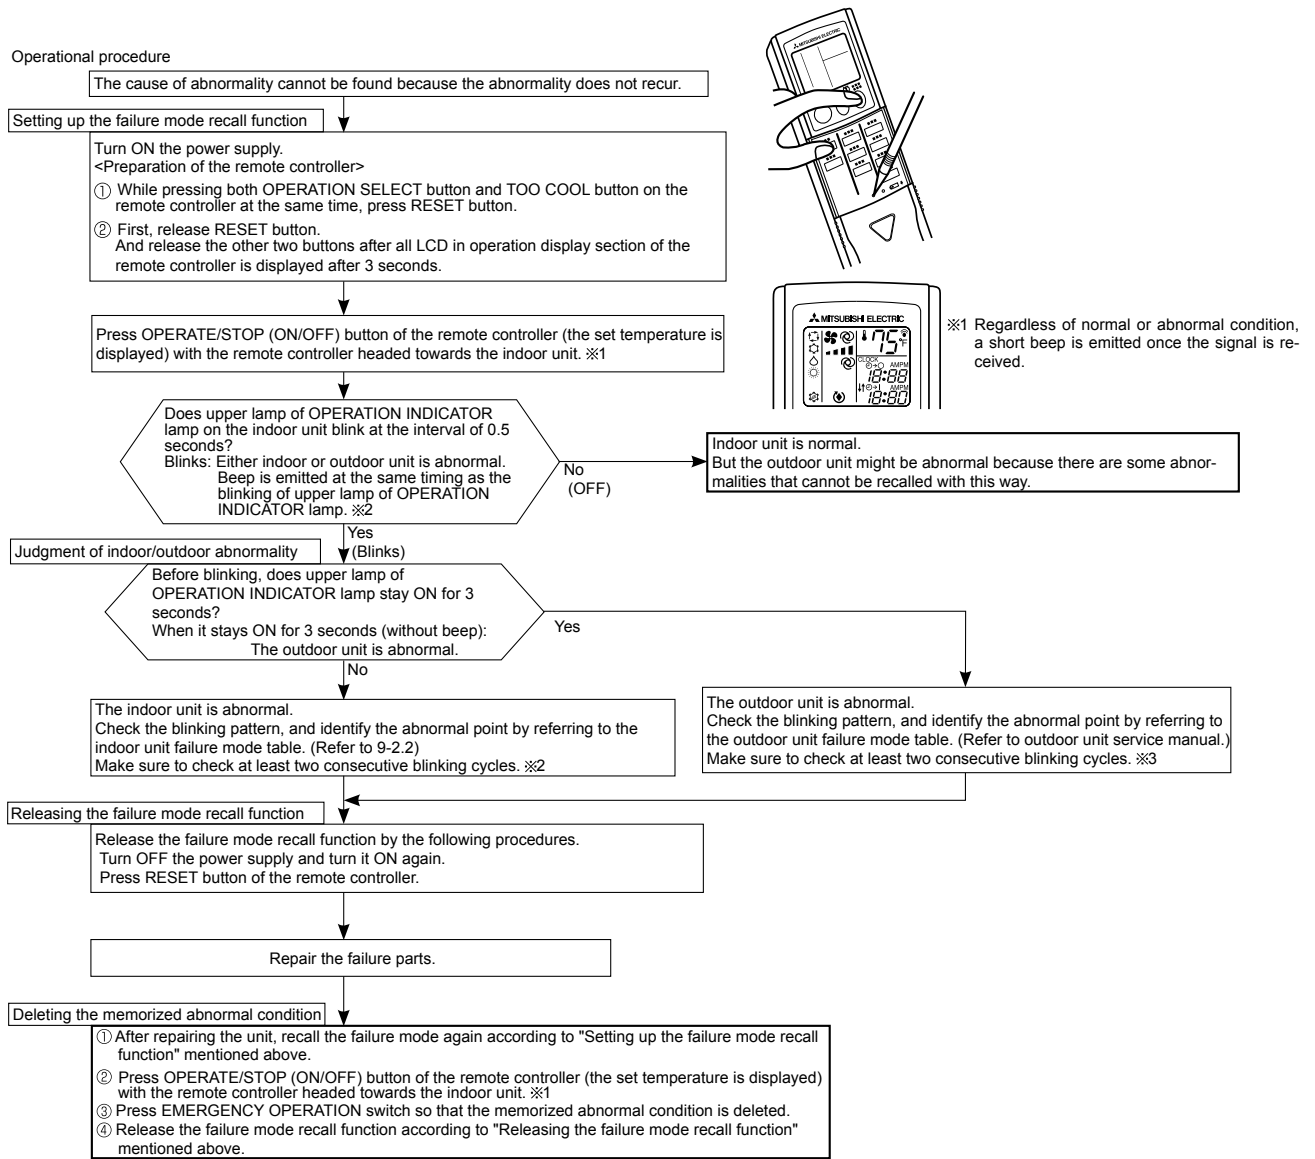 Operational procedure
The cause of abnormality cannot be found because the abnormality does not recur.
Setting up the failure mode recall function
Turn ON the power supply.
<Preparation of the remote controller>
① While pressing both OPERATION SELECT button and TOO COOL button on the
remote controller at the same time, press RESET button.
② First, release RESET button.
And release the other two buttons after all LCD in operation display section of the
remote controller is displayed after 3 seconds.
MITSUBISHI ELECTRIC
Press OPERATE/STOP (ON/OFF) button of the remote controller (the set temperature is
displayed) with the remote controller headed towards the indoor unit. ※1
MITSUBISHI ELECTRIC
75°F
CLOCK
AMPM
18:88
AMPM
18:80
※1 Regardless of normal or abnormal condition,
a short beep is emitted once the signal is re-
ceived.
Does upper lamp of OPERATION INDICATOR
lamp on the indoor unit blink at the interval of 0.5
seconds?
Blinks: Either indoor or outdoor unit is abnormal.
Beep is emitted at the same timing as the
blinking of upper lamp of OPERATION
INDICATOR lamp. ※2
No
(OFF)
Indoor unit is normal.
But the outdoor unit might be abnormal because there are some abnor-
malities that cannot be recalled with this way.
Yes
(Blinks)
Judgment of indoor/outdoor abnormality
Before blinking, does upper lamp of
OPERATION INDICATOR lamp stay ON for 3
seconds?
When it stays ON for 3 seconds (without beep):
The outdoor unit is abnormal.
Yes
No
The indoor unit is abnormal.
Check the blinking pattern, and identify the abnormal point by referring to the
indoor unit failure mode table. (Refer to 9-2.2)
Make sure to check at least two consecutive blinking cycles. ※2
The outdoor unit is abnormal.
Check the blinking pattern, and identify the abnormal point by referring to
the outdoor unit failure mode table. (Refer to outdoor unit service manual.)
Make sure to check at least two consecutive blinking cycles. ※3
Releasing the failure mode recall function
Release the failure mode recall function by the following procedures.
Turn OFF the power supply and turn it ON again.
Press RESET button of the remote controller.
Repair the failure parts.
Deleting the memorized abnormal condition
① After repairing the unit, recall the failure mode again according to "Setting up the failure mode recall
function" mentioned above.
② Press OPERATE/STOP (ON/OFF) button of the remote controller (the set temperature is displayed)
with the remote controller headed towards the indoor unit. ※1
③ Press EMERGENCY OPERATION switch so that the memorized abnormal condition is deleted.
④ Release the failure mode recall function according to "Releasing the failure mode recall function"
mentioned above.